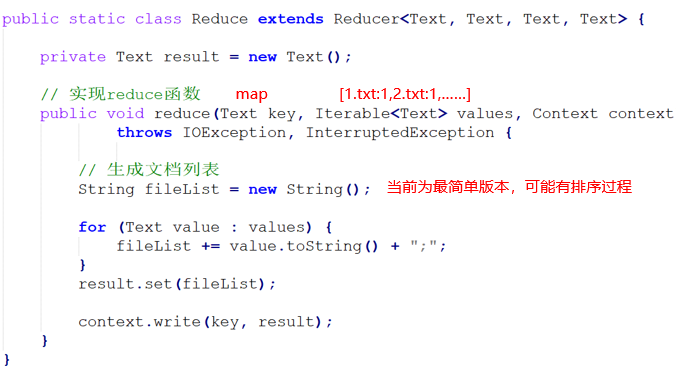 public static class Reduce extends Reducer<Text, Text, Text, Text> {
private Text result = new Text();
// 实现reduce函数 map [1.txt:1,2.txt:1,......]
public void reduce(Text key, Iterable<Text> values, Context context
throws IOException, InterruptedException {
// 生成文档列表
String fileList = new String(); 当前为最简单版本，可能有排序过程
for (Text value : values) {
fileList += value.toString() + ";";
}
result.set(fileList);
context.write(key, result);
}
}